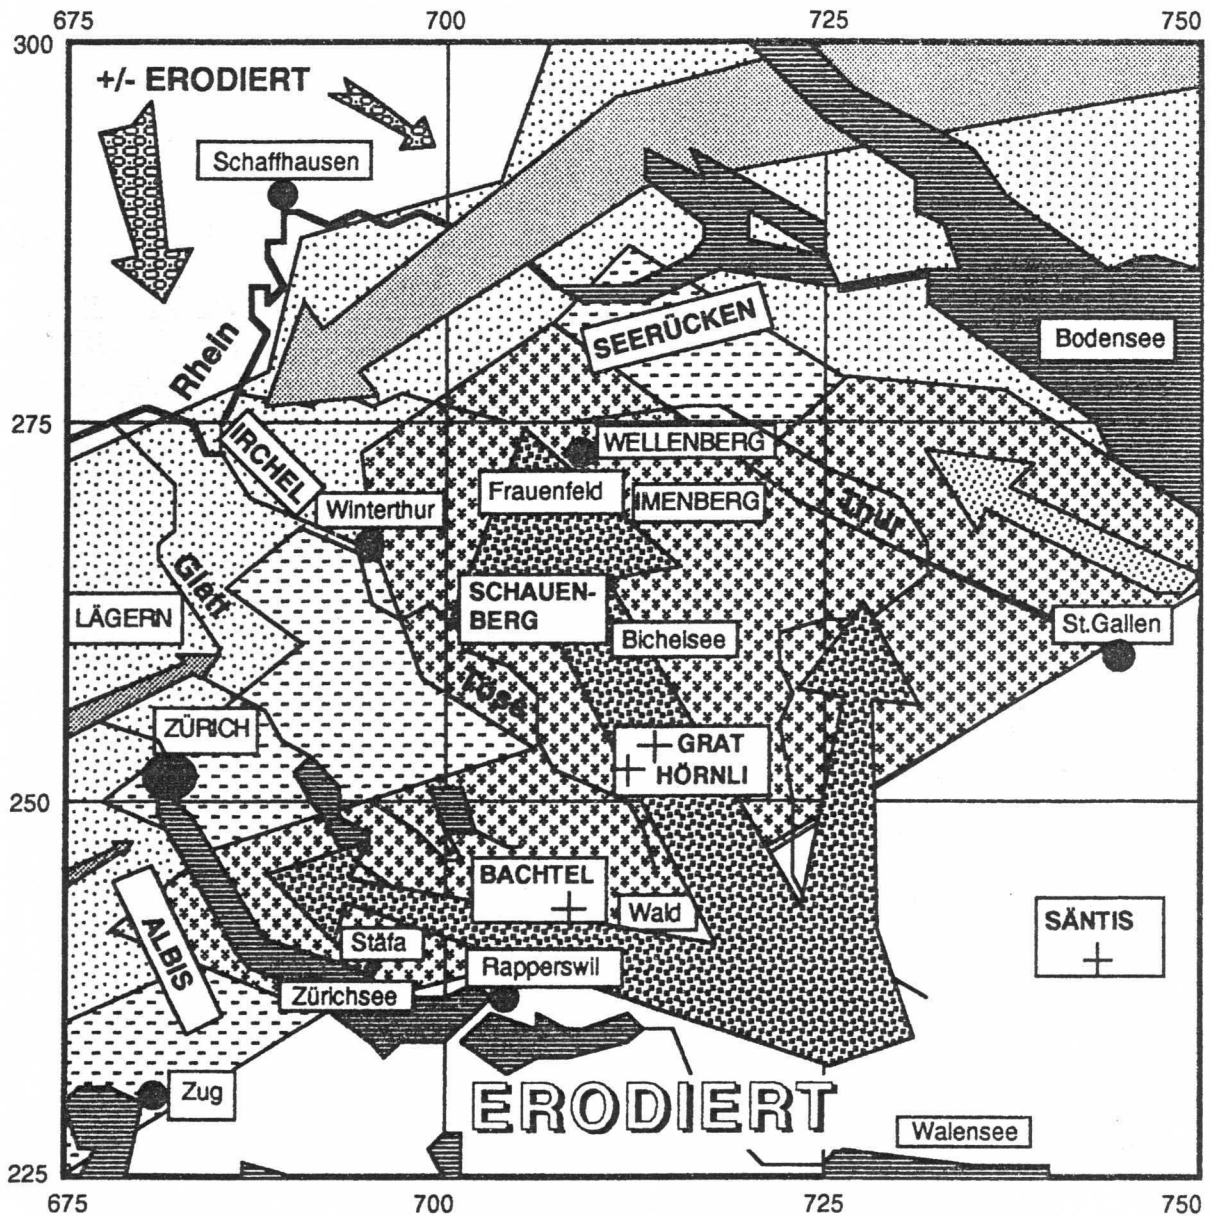 675 700 725 750
300
+/- ERODIERT
Schaffhausen
Rhein
SEERÜCKEN
Bodensee
275
IRCHEL
WELLENBERG
Frauenfeld
IMENBERG
Winterthur
Thur
Glatt
SCHAUEN-
BERG
LÄGERN
Bichelsee
St.Gallen
Töss
ZÜRICH
GRAT
HÖRNLI
250
BACHTEL
Wald
ALBIS
Stäfa
SÄNTIS
Rapperswil
Zürichsee
Zug
ERODIERT
Walensee
225
675 700 725 750